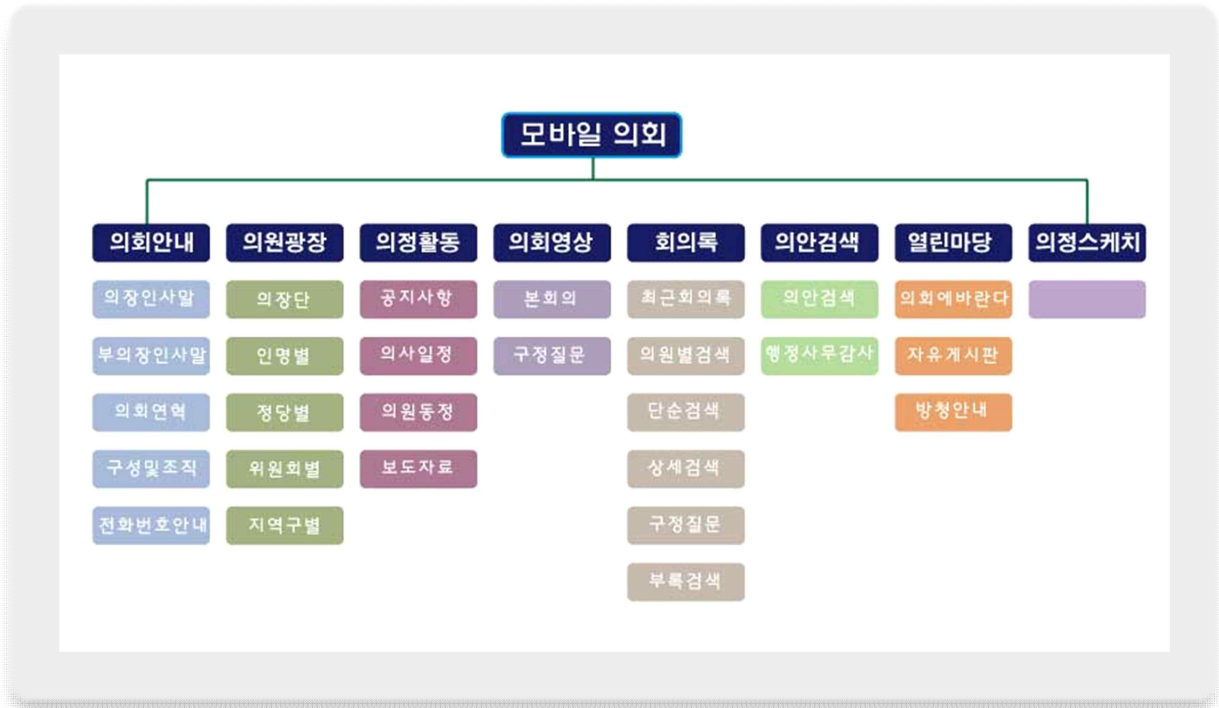 모바일 의회
의회안내 의원광장 의정활동 의회영상 회의록 의안검색 열린마당 의정스케치
의장인사말 의장단 공지사항 본회의 최근회의록 의안검색 의회에바란다
부의장인사말 인명별 의사일정 구정질문 의원별검색 행정사무감사 자유게시판
의회연혁 정당별 의원동정 단순검색 방청안내
구성및조직 위원회별 보도자료 상세검색
전화번호안내 지역구별 구정질문
부록검색